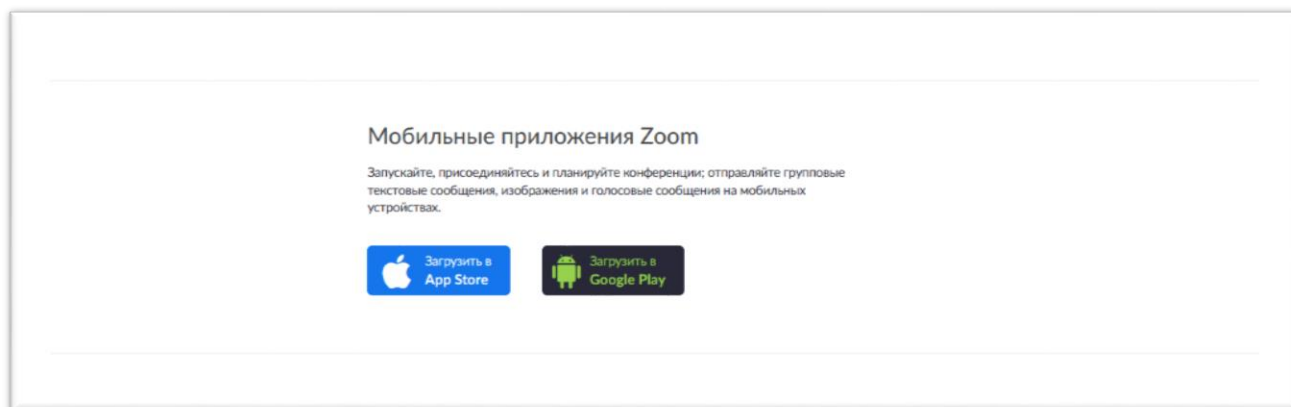 Мобильные приложения Zoom
Запускайте, присоединяйтесь и планируйте конференции; отправляйте групповые
текстовые сообщения, изображения и голосовые сообщения на мобильных
устройствах.
Загрузить в
App Store
Загрузить в
Google Play